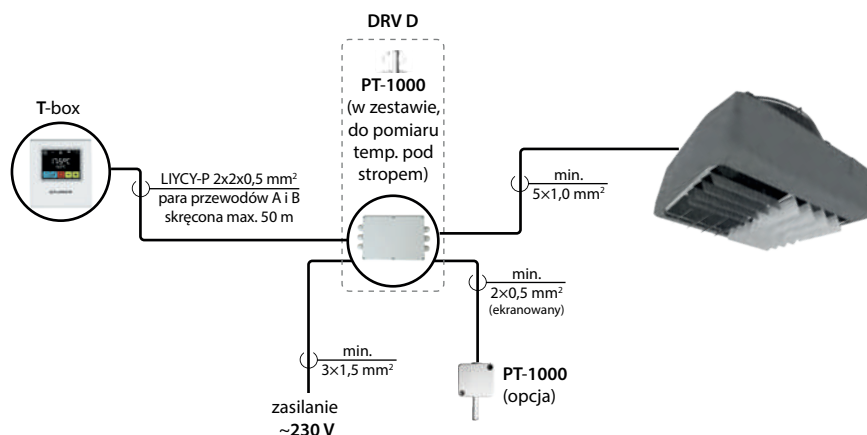 DRV D
PT-1000
(w zestawie,
do pomiaru
temp. pod
stropem)
T-box
LIYCY-P 2x2x0,5 mm²
para przewodów A i B
skręcona max. 50 m
min.
5×1,0 mm²
min.
2×0,5 mm²
(ekranowany)
min.
3×1,5 mm²
zasilanie
~230 V
PT-1000
(opcja)